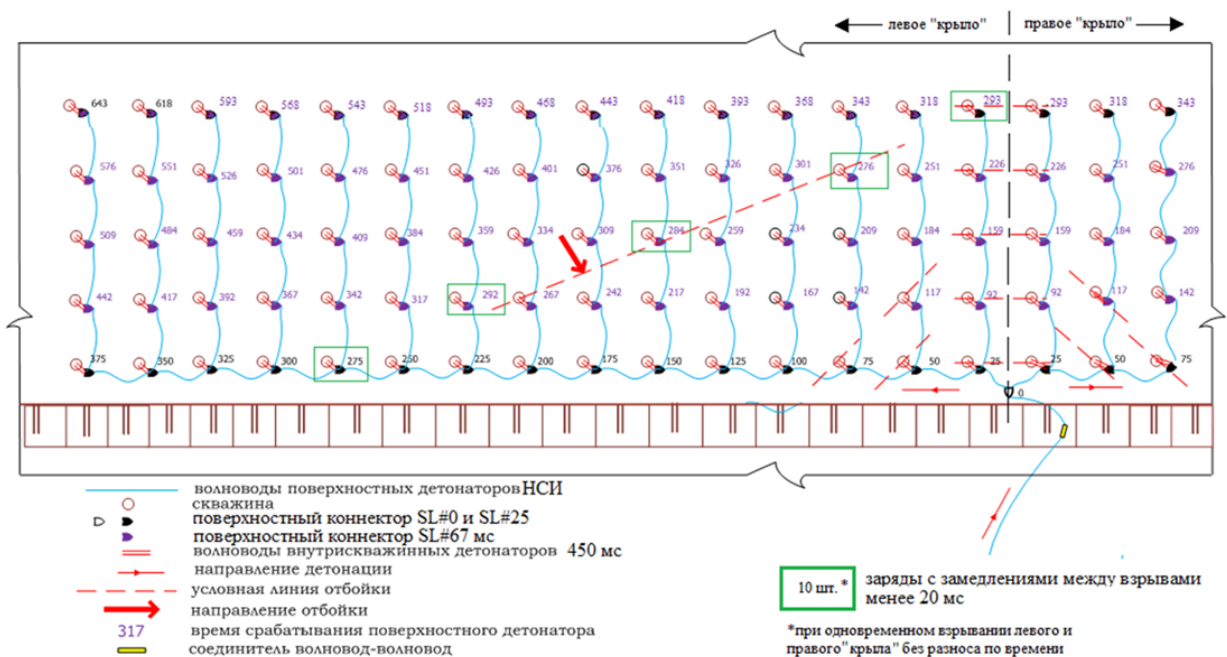 левое "крыло" правое "крыло"
643 618 593 568 543 518 493 468 443 418 393 368 343 318 293 293 318 343
576 551 526 501 476 451 426 401 376 351 326 301 276 251 226 226 251 276
509 484 459 434 409 384 359 334 309 284 259 234 209 184 159 159 184 209
442 417 392 367 342 317 292 267 242 217 192 167 142 117 92 92 117 142
375 350 325 300 275 250 225 200 175 150 125 100 75 50 25 25 50 75
0
волноводы поверхностных детонаторов НСИ
скважина
поверхностный коннектор SL#0 и SL#25
поверхностный коннектор SL#67 мс
волноводы внутрискважинных детонаторов 450 мс
направление детонации
условная линия отбойки
направление отбойки
317 время срабатывания поверхностного детонатора
соединитель волновод-волновод
10 шт. * заряды с замедлениями между взрывами
менее 20 мс
*при одновременном взрывании левого и
правого"крыла" без разноса по времени